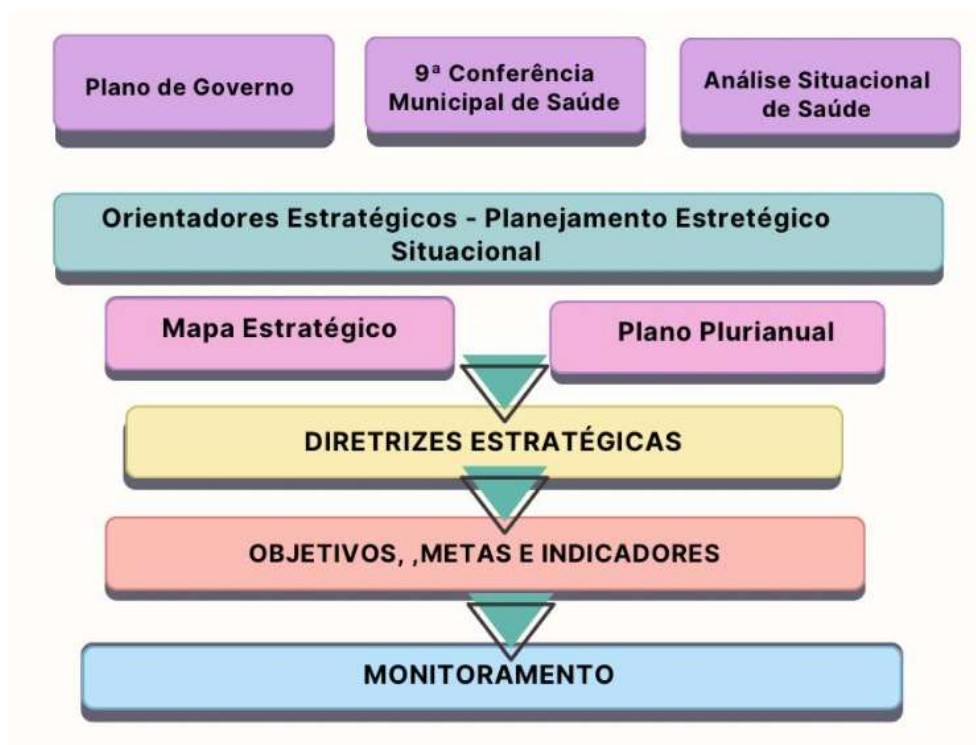 Plano de Governo
9ª Conferência
Municipal de Saúde
Análise Situacional
de Saúde
Orientadores Estratégicos - Planejamento Estretégico
Situacional
Mapa Estratégico
Plano Plurianual
DIRETRIZES ESTRATÉGICAS
OBJETIVOS, ,METAS E INDICADORES
MONITORAMENTO